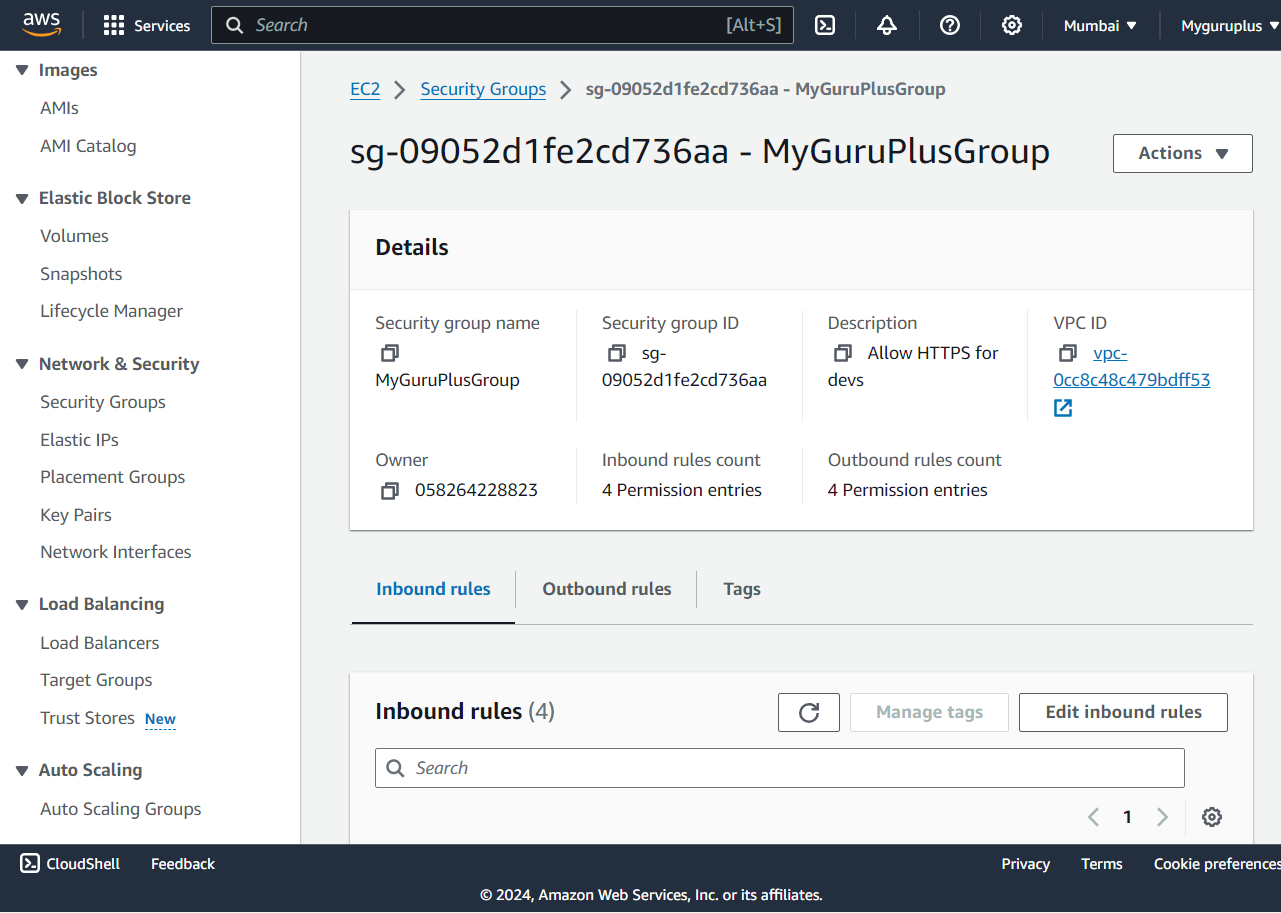 aws
Services
Search
[Alt+S]
Mumbai
Myguruplus
Images
AMIs
AMI Catalog
Elastic Block Store
Volumes
Snapshots
Lifecycle Manager
Network & Security
Security Groups
Elastic IPs
Placement Groups
Key Pairs
Network Interfaces
Load Balancing
Load Balancers
Target Groups
Trust Stores New
Auto Scaling
Auto Scaling Groups
EC2 > Security Groups > sg-09052d1fe2cd736aa - MyGuruPlusGroup
sg-09052d1fe2cd736aa - MyGuruPlusGroup
Actions
Details
Security group name
MyGuruPlusGroup
Security group ID
sg-
09052d1fe2cd736aa
Description
Allow HTTPS for
devs
VPC ID
vpc-
0cc8c48c479bdff53
Owner
058264228823
Inbound rules count
4 Permission entries
Outbound rules count
4 Permission entries
Inbound rules
Outbound rules
Tags
Inbound rules (4)
Manage tags
Edit inbound rules
Search
1
CloudShell
Feedback
Privacy
Terms
Cookie preferences
© 2024, Amazon Web Services, Inc. or its affiliates.